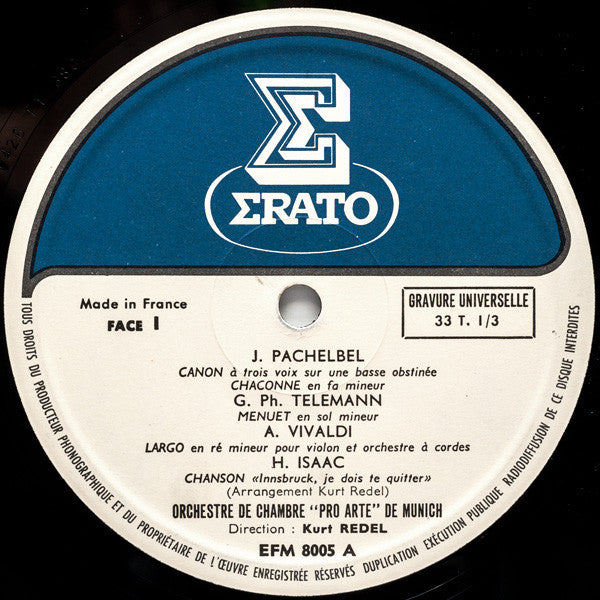 Σ
ΣRATO
Made in France
FACE 1
GRAVURE UNIVERSELLE
33 T. 1/3
J. PACHELBEL
CANON à trois voix sur une basse obstinée
CHACONNE en fa mineur
G. Ph. TELEMANN
MENUET en sol mineur
A. VIVALDI
LARGO en ré mineur pour violon et orchestre à cordes
H. ISAAC
CHANSON «Innsbruck, je dois te quitter»
(Arrangement Kurt Redel)
ORCHESTRE DE CHAMBRE "PRO ARTE" DE MUNICH
Direction : Kurt REDEL
EFM 8005 A
TOUS DROITS DU PRODUCTEUR PHONOGRAPHIQUE ET DU PROPRIÉTAIRE DE L'ŒUVRE ENREGISTRÉE RÉSERVÉS DUPLICATION EXÉCUTION PUBLIQUE RADIODIFFUSION DE CE DISQUE INTERDITES